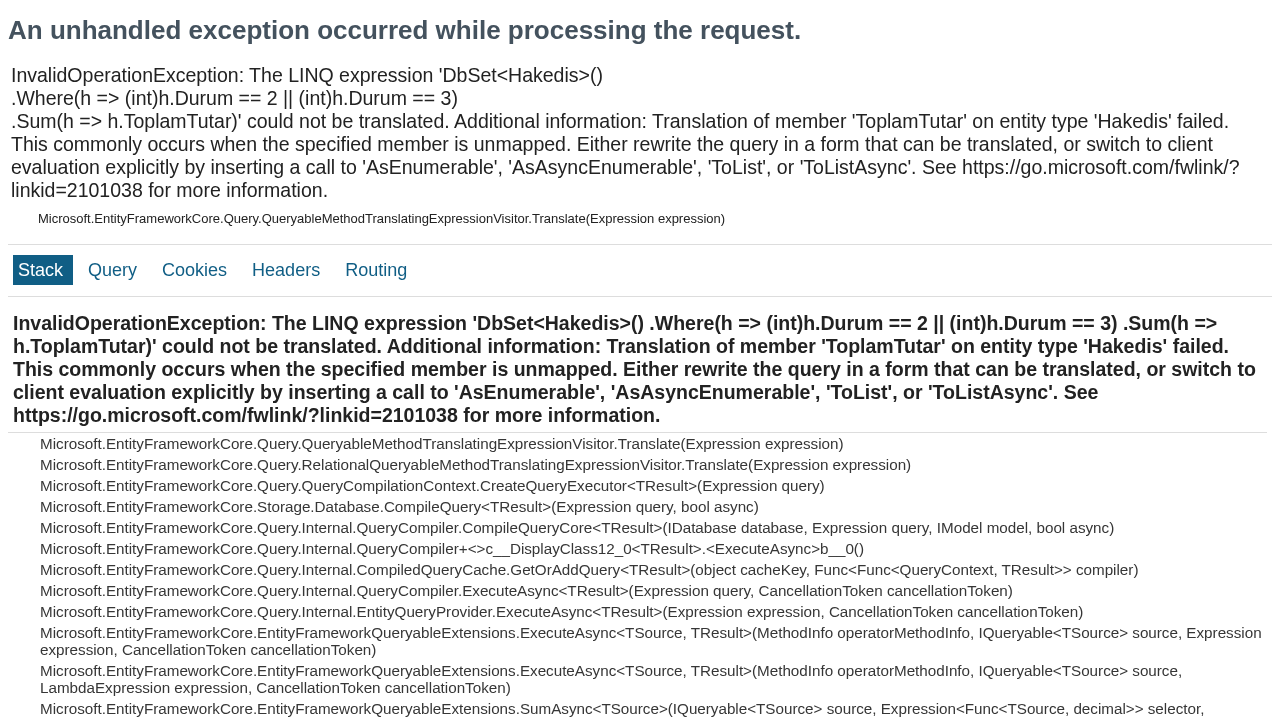 An unhandled exception occurred while processing the request.
InvalidOperationException: The LINQ expression 'DbSet<Hakedis>()
.Where(h => (int)h.Durum == 2 || (int)h.Durum == 3)
.Sum(h => h.ToplamTutar)' could not be translated. Additional information: Translation of member 'ToplamTutar' on entity type 'Hakedis' failed.
This commonly occurs when the specified member is unmapped. Either rewrite the query in a form that can be translated, or switch to client
evaluation explicitly by inserting a call to 'AsEnumerable', 'AsAsyncEnumerable', 'ToList', or 'ToListAsync'. See https://go.microsoft.com/fwlink/?
linkid=2101038 for more information.
Microsoft.EntityFrameworkCore.Query.QueryableMethodTranslatingExpressionVisitor.Translate(Expression expression)
Stack Query Cookies Headers Routing
InvalidOperationException: The LINQ expression 'DbSet<Hakedis>() .Where(h => (int)h.Durum == 2 || (int)h.Durum == 3) .Sum(h =>
h.ToplamTutar)' could not be translated. Additional information: Translation of member 'ToplamTutar' on entity type 'Hakedis' failed.
This commonly occurs when the specified member is unmapped. Either rewrite the query in a form that can be translated, or switch to
client evaluation explicitly by inserting a call to 'AsEnumerable', 'AsAsyncEnumerable', 'ToList', or 'ToListAsync'. See
https://go.microsoft.com/fwlink/?linkid=2101038 for more information.
Microsoft.EntityFrameworkCore.Query.QueryableMethodTranslatingExpressionVisitor.Translate(Expression expression)
Microsoft.EntityFrameworkCore.Query.RelationalQueryableMethodTranslatingExpressionVisitor.Translate(Expression expression)
Microsoft.EntityFrameworkCore.Query.QueryCompilationContext.CreateQueryExecutor<TResult>(Expression query)
Microsoft.EntityFrameworkCore.Storage.Database.CompileQuery<TResult>(Expression query, bool async)
Microsoft.EntityFrameworkCore.Query.Internal.QueryCompiler.CompileQueryCore<TResult>(IDatabase database, Expression query, IModel model, bool async)
Microsoft.EntityFrameworkCore.Query.Internal.QueryCompiler+<>c__DisplayClass12_0<TResult>.<ExecuteAsync>b__0()
Microsoft.EntityFrameworkCore.Query.Internal.CompiledQueryCache.GetOrAddQuery<TResult>(object cacheKey, Func<Func<QueryContext, TResult>> compiler)
Microsoft.EntityFrameworkCore.Query.Internal.QueryCompiler.ExecuteAsync<TResult>(Expression query, CancellationToken cancellationToken)
Microsoft.EntityFrameworkCore.Query.Internal.EntityQueryProvider.ExecuteAsync<TResult>(Expression expression, CancellationToken cancellationToken)
Microsoft.EntityFrameworkCore.EntityFrameworkQueryableExtensions.ExecuteAsync<TSource, TResult>(MethodInfo operatorMethodInfo, IQueryable<TSource> source, Expression
expression, CancellationToken cancellationToken)
Microsoft.EntityFrameworkCore.EntityFrameworkQueryableExtensions.ExecuteAsync<TSource, TResult>(MethodInfo operatorMethodInfo, IQueryable<TSource> source,
LambdaExpression expression, CancellationToken cancellationToken)
Microsoft.EntityFrameworkCore.EntityFrameworkQueryableExtensions.SumAsync<TSource>(IQueryable<TSource> source, Expression<Func<TSource, decimal>> selector,